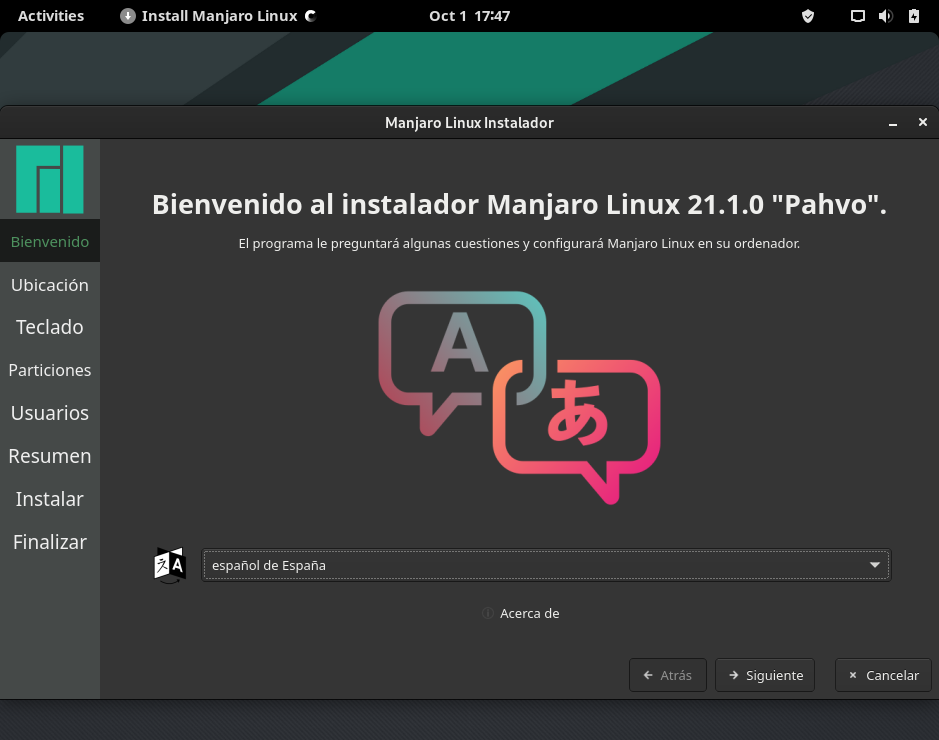 Activities Install Manjaro Linux Oct 1 17:47
Manjaro Linux Instalador
Bienvenido
Ubicación
Teclado
Particiones
Usuarios
Resumen
Instalar
Finalizar
Bienvenido al instalador Manjaro Linux 21.1.0 "Pahvo".
El programa le preguntará algunas cuestiones y configurará Manjaro Linux en su ordenador.
A
あ
español de España
Acerca de
Atrás Siguiente Cancelar